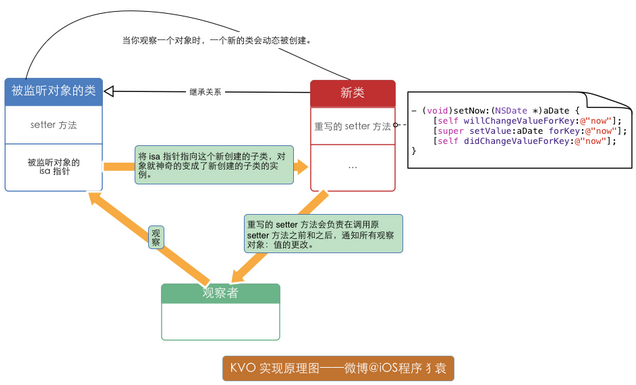 当你观察一个对象时，一个新的类会动态被创建。
被监听对象的类
继承关系
新类
setter 方法
重写的 setter 方法
- (void)setNow:(NSDate *)aDate {
[self willChangeValueForKey:@"now"];
[super setValue:aDate forKey:@"now"];
[self didChangeValueForKey:@"now"];
}
被监听对象的
isa 指针
将 isa 指针指向这个新创建的子类，对
象就神奇的变成了新创建的子类的实
例。
...
观
察
重写的 setter 方法会负责在调用原
setter 方法之前和之后，通知所有观察
对象：值的更改。
观察者
KVO 实现原理图——微博@iOS程序犭袁